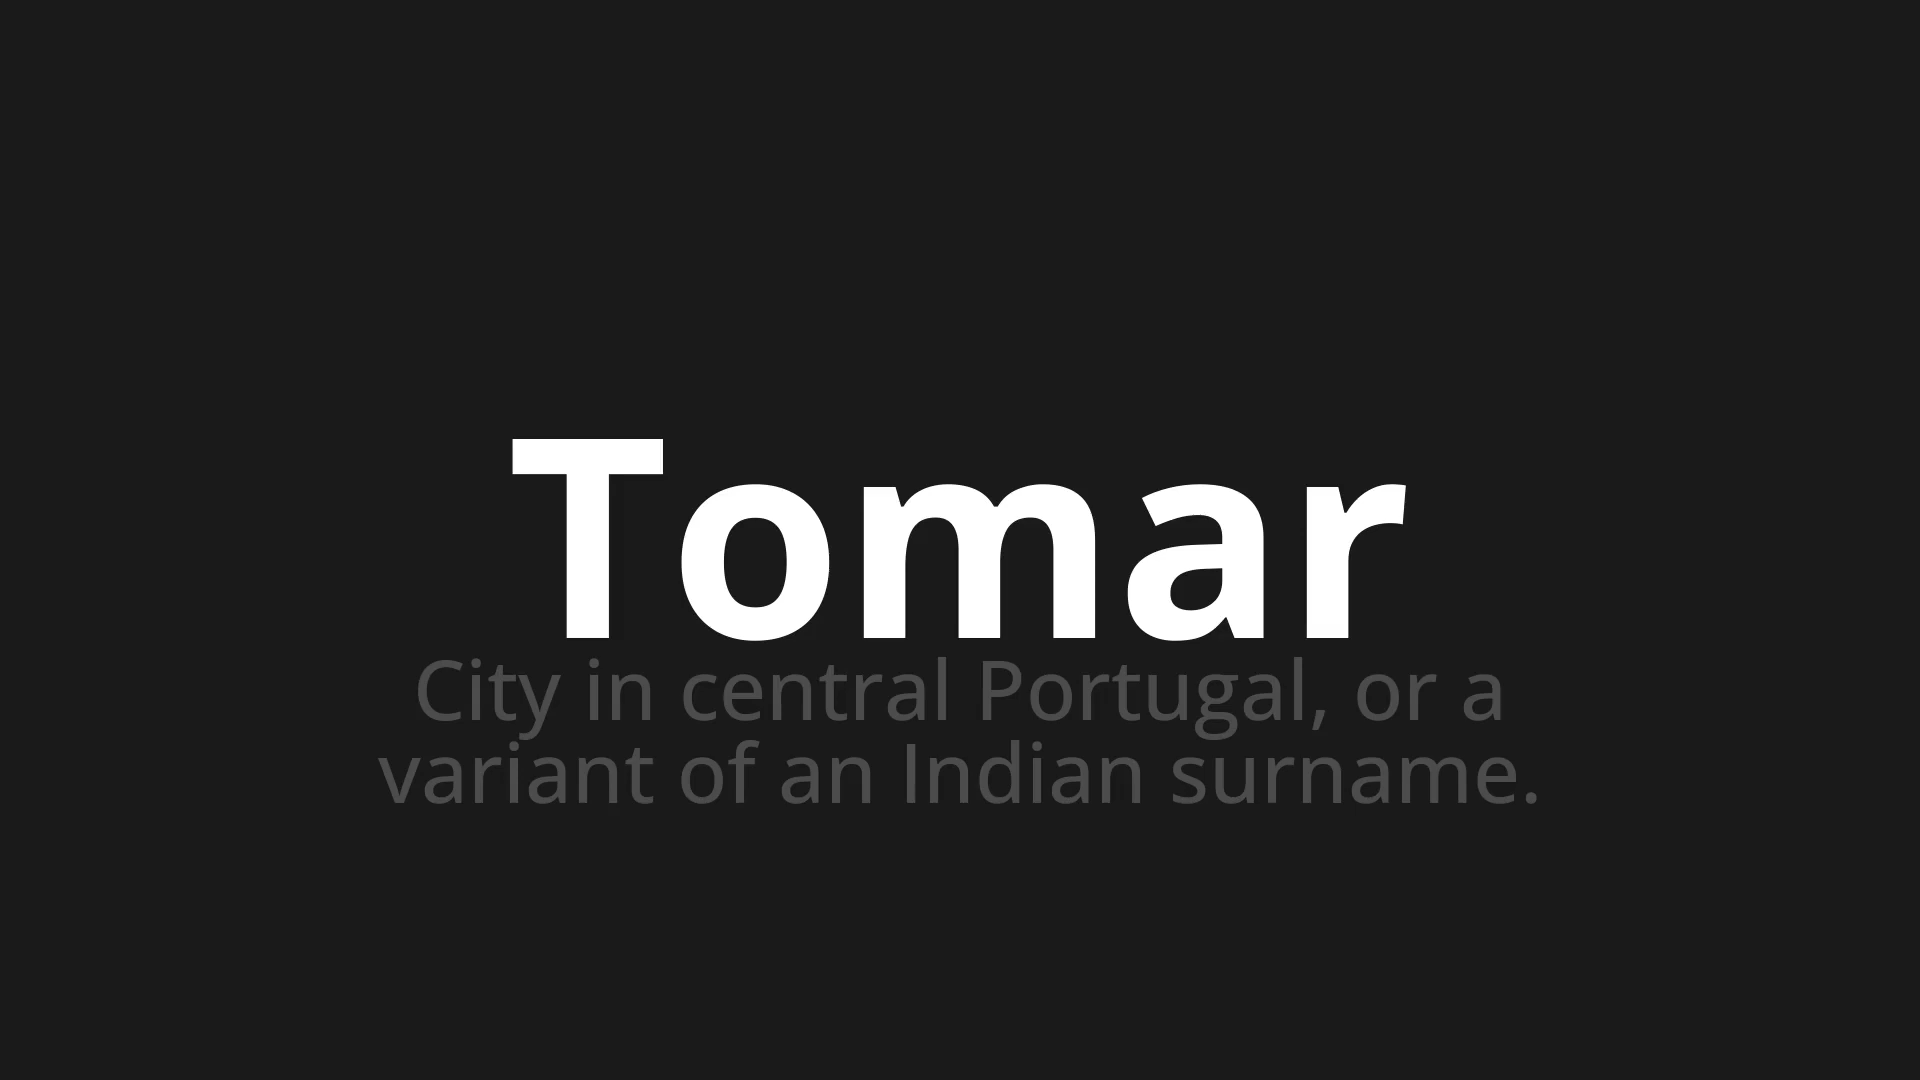 Tomar
City in central Portugal, or a
variant of an Indian surname.